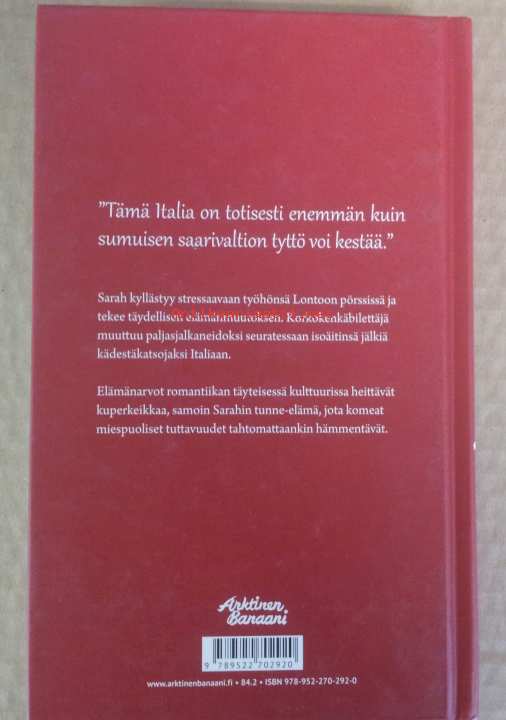 ”Tämä Italia on totisesti enemmän kuin
sumuisen saarivaltion tyttö voi kestää.”
Sarah kyllästyy stressaavaan työhönsä Lontoon pörssissä ja
tekee täydellisen elämänmuutoksen. Korkokenkäbilettäjä
muuttuu paljasjalkaneidoksi seuratessaan isoäitinsä jälkiä
kädestäkatsojaksi Italiaan.
Elämänarvot romantiikan täyteisessä kulttuurissa heittävät
kuperkeikkaa, samoin Sarahin tunne-elämä, jota komeat
miespuoliset tuttavuudet tahtomattaankin hämmentävät.
Arktinen
Banaani
9 789522 702920
www.arktinenbanaani.fi • 84.2 • ISBN 978-952-270-292-0